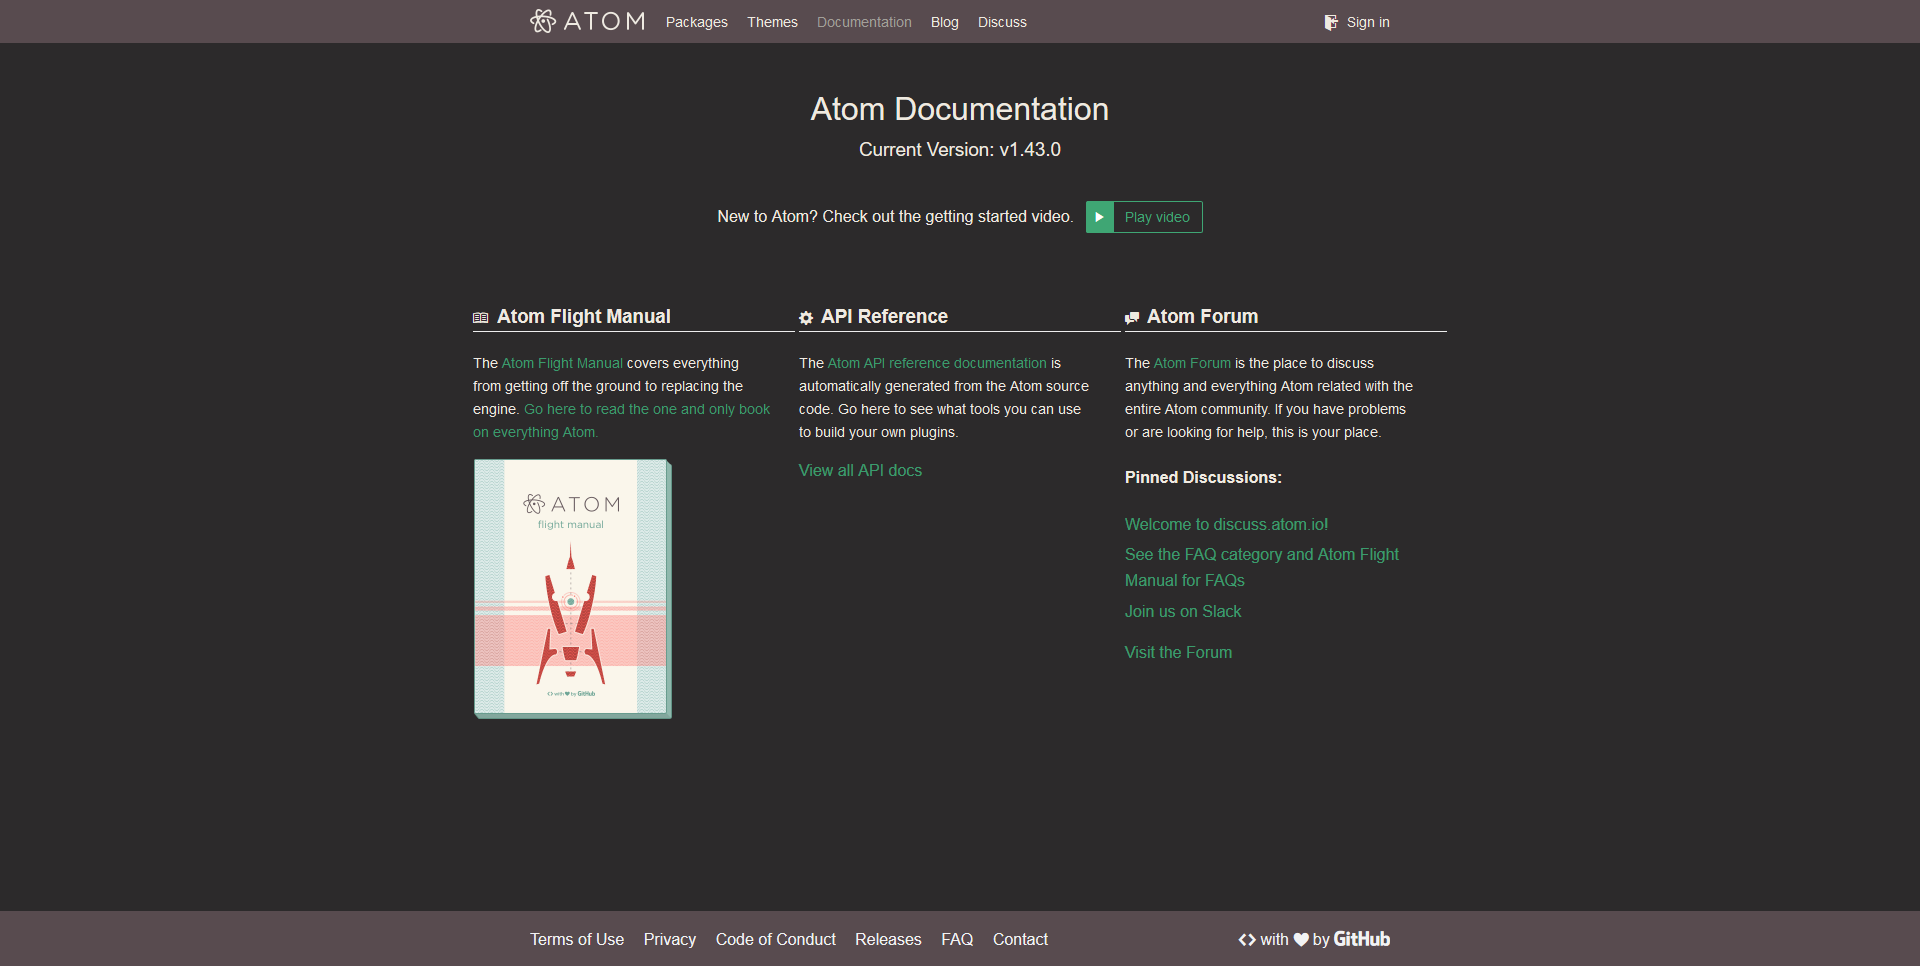 ATOM Packages Themes Documentation Blog Discuss Sign in
Atom Documentation
Current Version: v1.43.0
New to Atom? Check out the getting started video. Play video
Atom Flight Manual
The Atom Flight Manual covers everything
from getting off the ground to replacing the
engine. Go here to read the one and only book
on everything Atom.
ATOM
flight manual
<> with ♥ by GitHub
API Reference
The Atom API reference documentation is
automatically generated from the Atom source
code. Go here to see what tools you can use
to build your own plugins.
View all API docs
Atom Forum
The Atom Forum is the place to discuss
anything and everything Atom related with the
entire Atom community. If you have problems
or are looking for help, this is your place.
Pinned Discussions:
Welcome to discuss.atom.io!
See the FAQ category and Atom Flight
Manual for FAQs
Join us on Slack
Visit the Forum
Terms of Use Privacy Code of Conduct Releases FAQ Contact <> with ♥ by GitHub